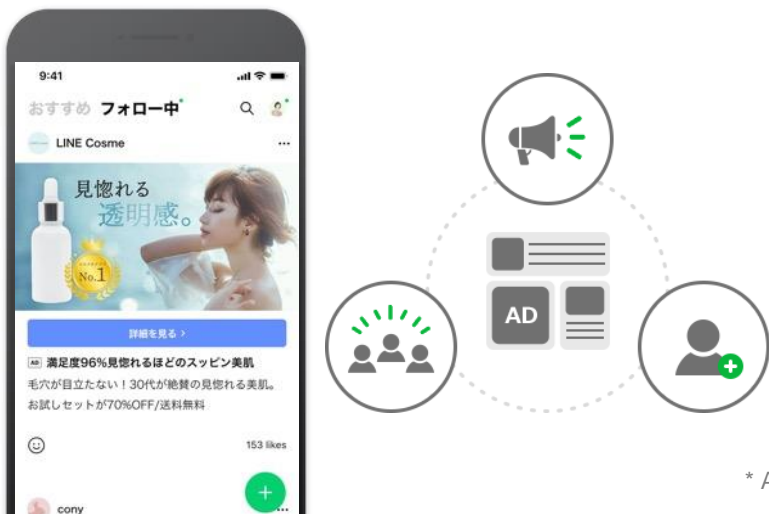 9:41
おすすめ フォロー中
LINE Cosme
見惚れる
透明感。
No.1
詳細を見る >
AD 満足度96%見惚れるほどのスッピン美肌
毛穴が目立たない！30代が絶賛の見惚れる美肌。
お試しセットが70%OFF/送料無料
153 likes
cony
AD
* A